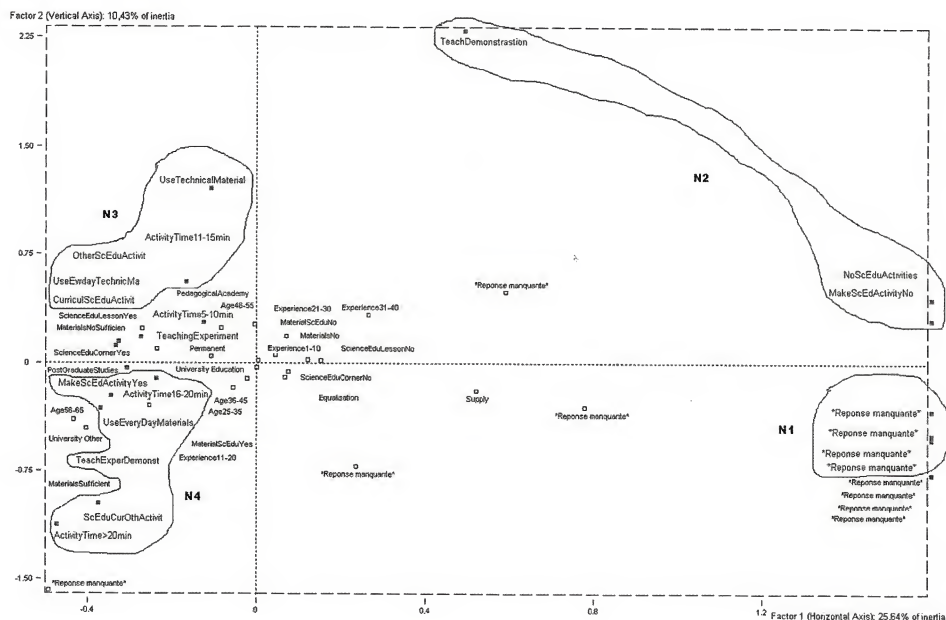 Factor 2 (Vertical Axis): 10,43% of inertia
2.25
TeachDemonstrastion
1.50
UseTechnicalMaterial
N2
N3
ActivityTime11-15min
0.75
OtherScEduActivit
NoScEduActivities
UseEwrdayTechnicMa
MakeScEdActivityNo
CurriculScEduActivit
*Reponse manquante*
PedagogicalAcademy
Age46-55
Experience21-30
Experience31-40
ScienceEduLessonYes
ActivityTime5-10min
MaterialScEduNo
MaterialsNoSufficien
TeachingExperiment
MaterialsNo
ScienceEduCornerYes
Permanent
Experience1-10
ScienceEduLessonNo
0
PostGraduateStudies
University Education
MakeScEdActivityYes
ActivityTime16-20min
Age36-45
ScienceEduCornerNo
Age56-65
UseEveryDayMaterials
Age25-35
Equalization
Supply
*Reponse manquante*
N1
*Reponse manquante*
University Other
MaterialScEduYes
*Reponse manquante*
TeachExperDemonst
Experience11-20
*Reponse manquante*
-0.75
*Reponse manquante*
*Reponse manquante*
MaterialsSufficient
N4
*Reponse manquante*
*Reponse manquante*
ScEduCurOthActivit
*Reponse manquante*
ActivityTime>20min
*Reponse manquante*
-1.50
*Reponse manquante*
-0.4
0
0.4
0.8
1.2
Factor 1 (Horizontal Axis): 25,64% of inertia